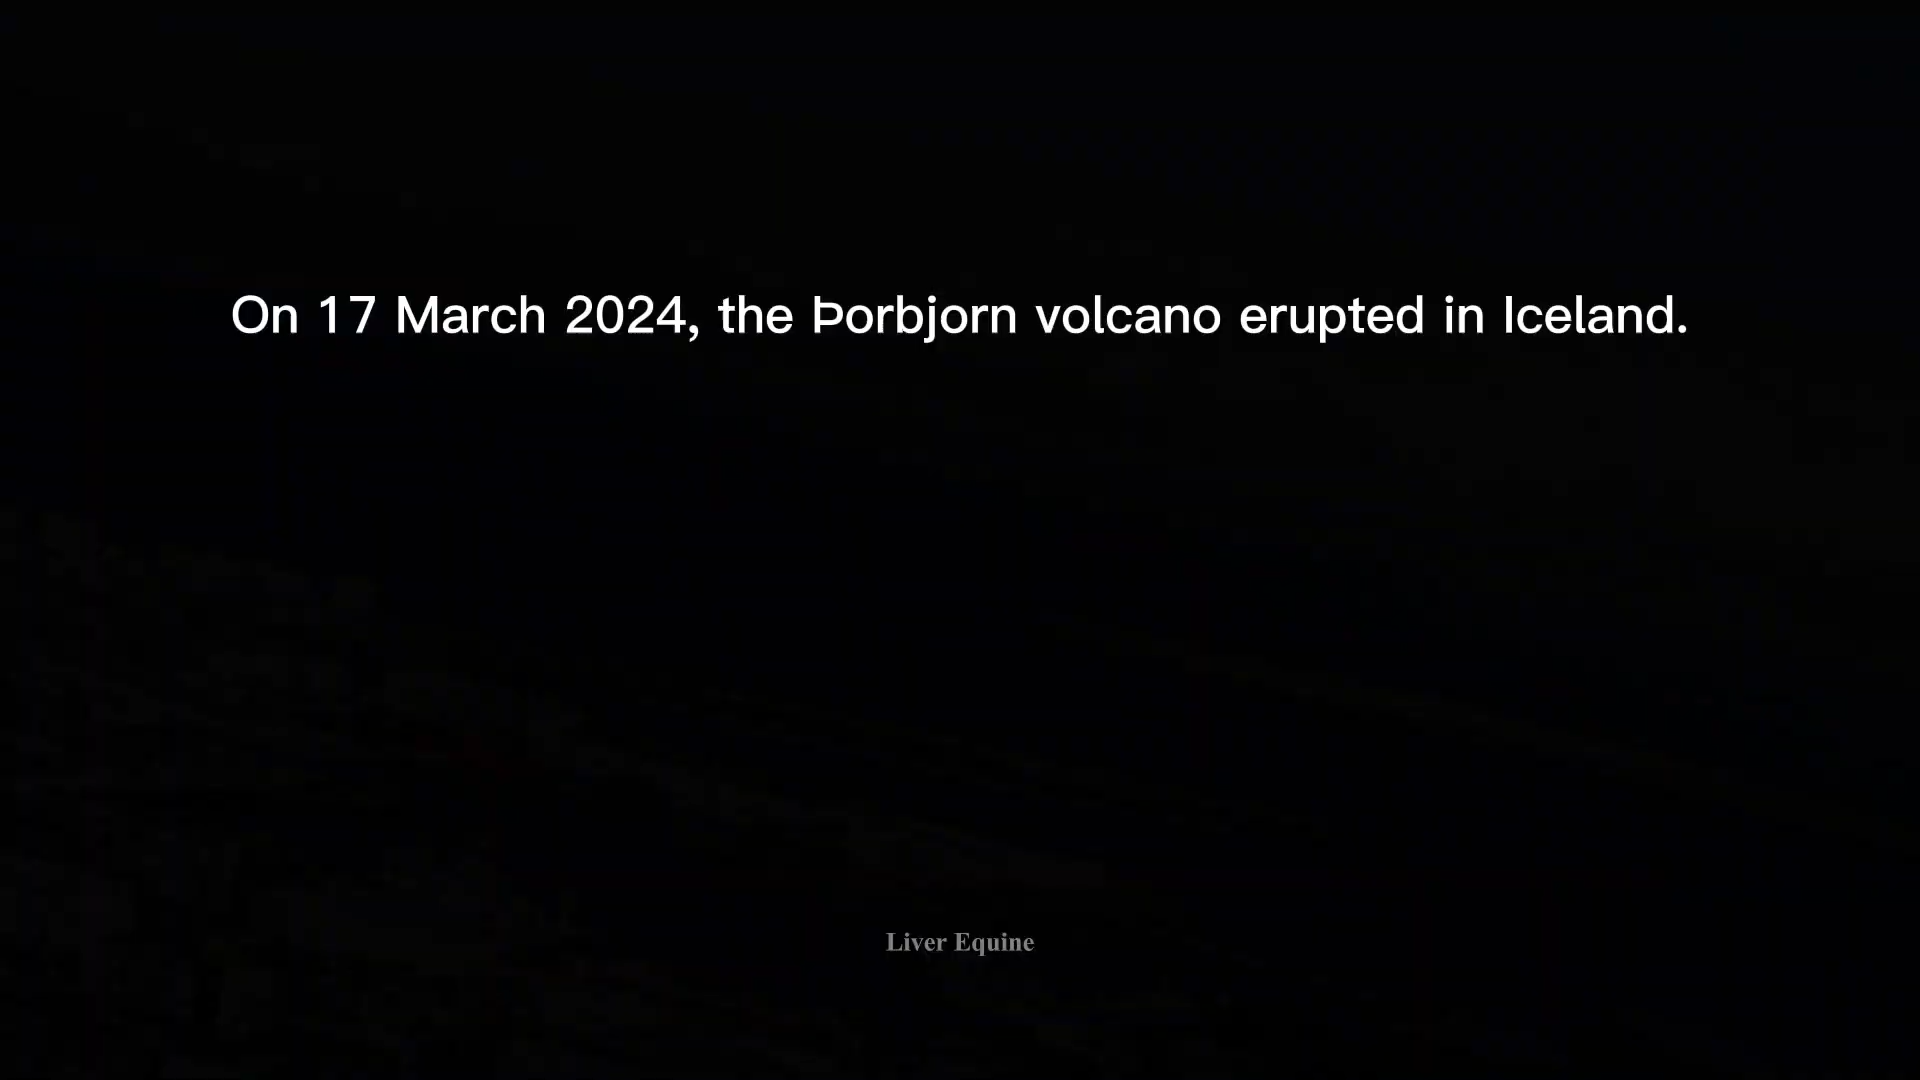 On 17 March 2024, the Þorbjorn volcano erupted in Iceland.
Liver Equine